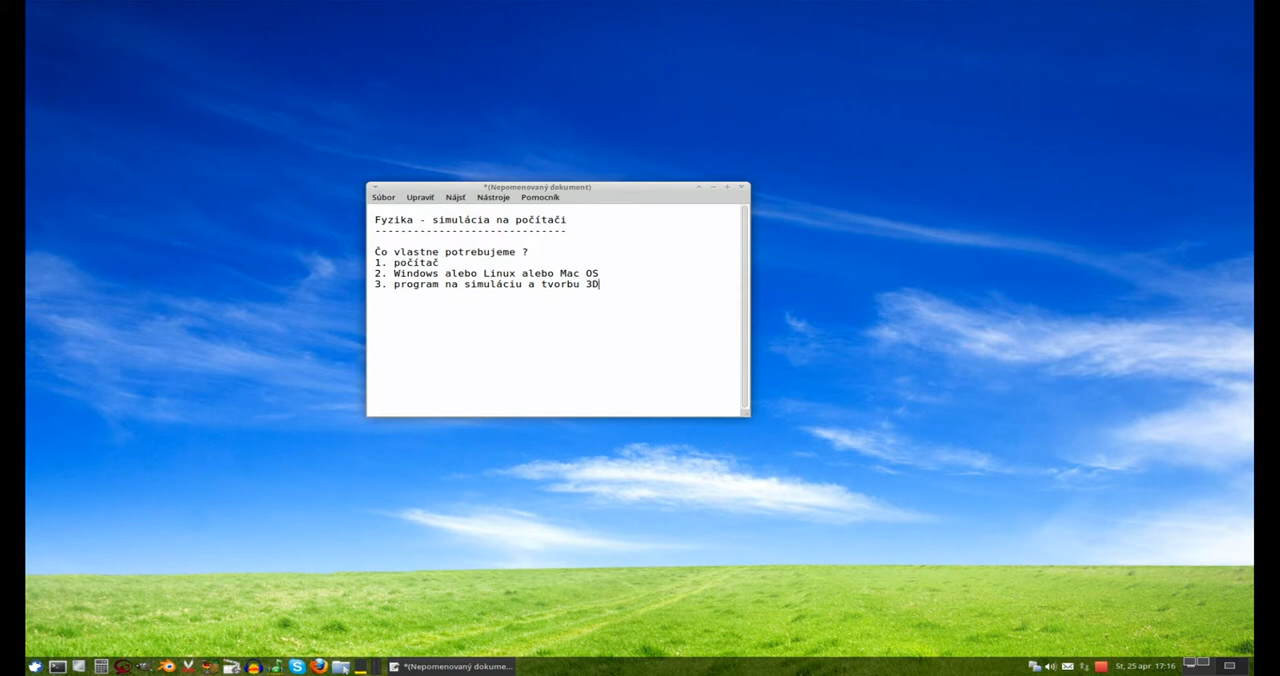 *(Nepomenovaný dokument)
Súbor Upraviť Nájsť Nástroje Pomocník
Fyzika - simulácia na počítači
------------------------------
Čo vlastne potrebujeme ?
1. počítač
2. Windows alebo Linux alebo Mac OS
3. program na simuláciu a tvorbu 3D
*(Nepomenovaný dokume...
St, 25 apr. 17:16